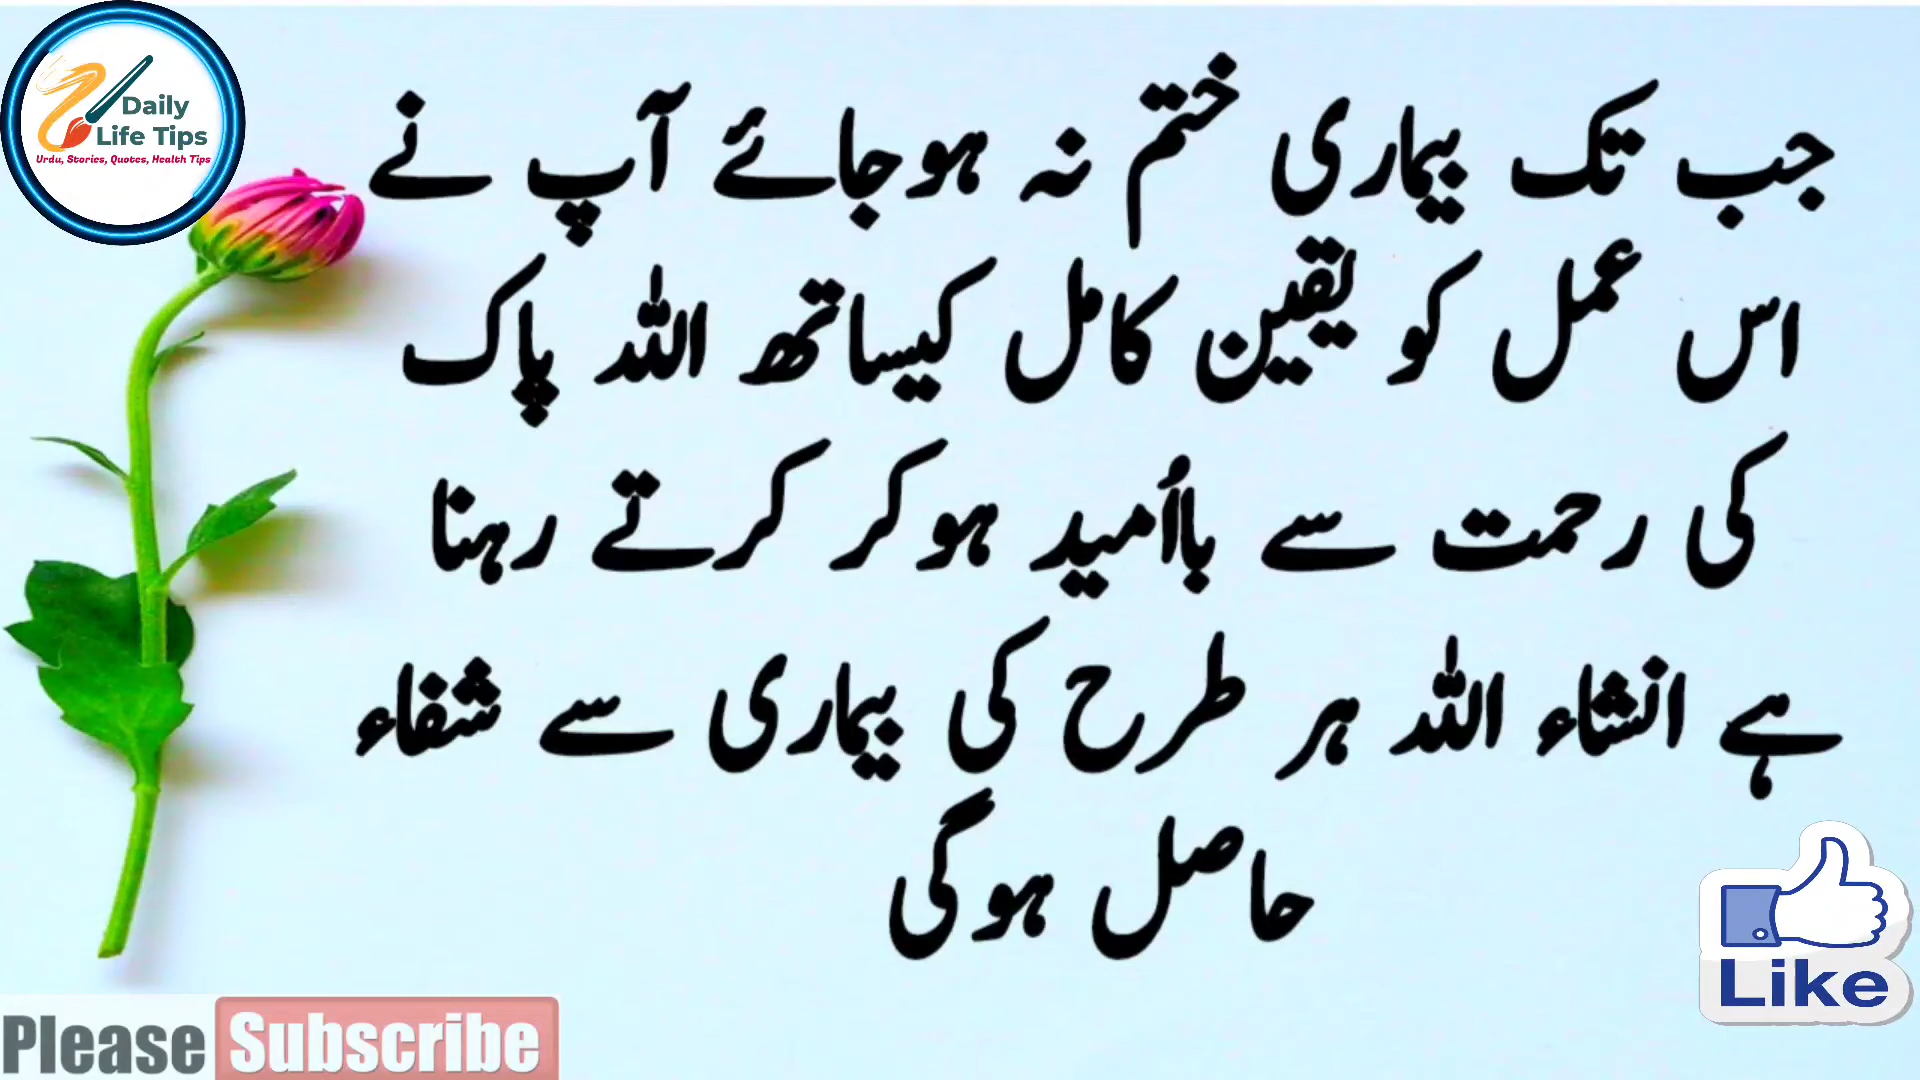 Daily
Life Tips
Urdu, Stories, Quotes, Health Tips
جب تک بیماری ختم نہ ہوجائے آپ نے
اس عمل کو یقین کامل کیساتھ اللہ پاک
کی رحمت سے باأمید ہوکر کرتے رہنا
ہے انشاء اللہ ہر طرح کی بیماری سے شفاء
حاصل ہوگی
Like
Please Subscribe